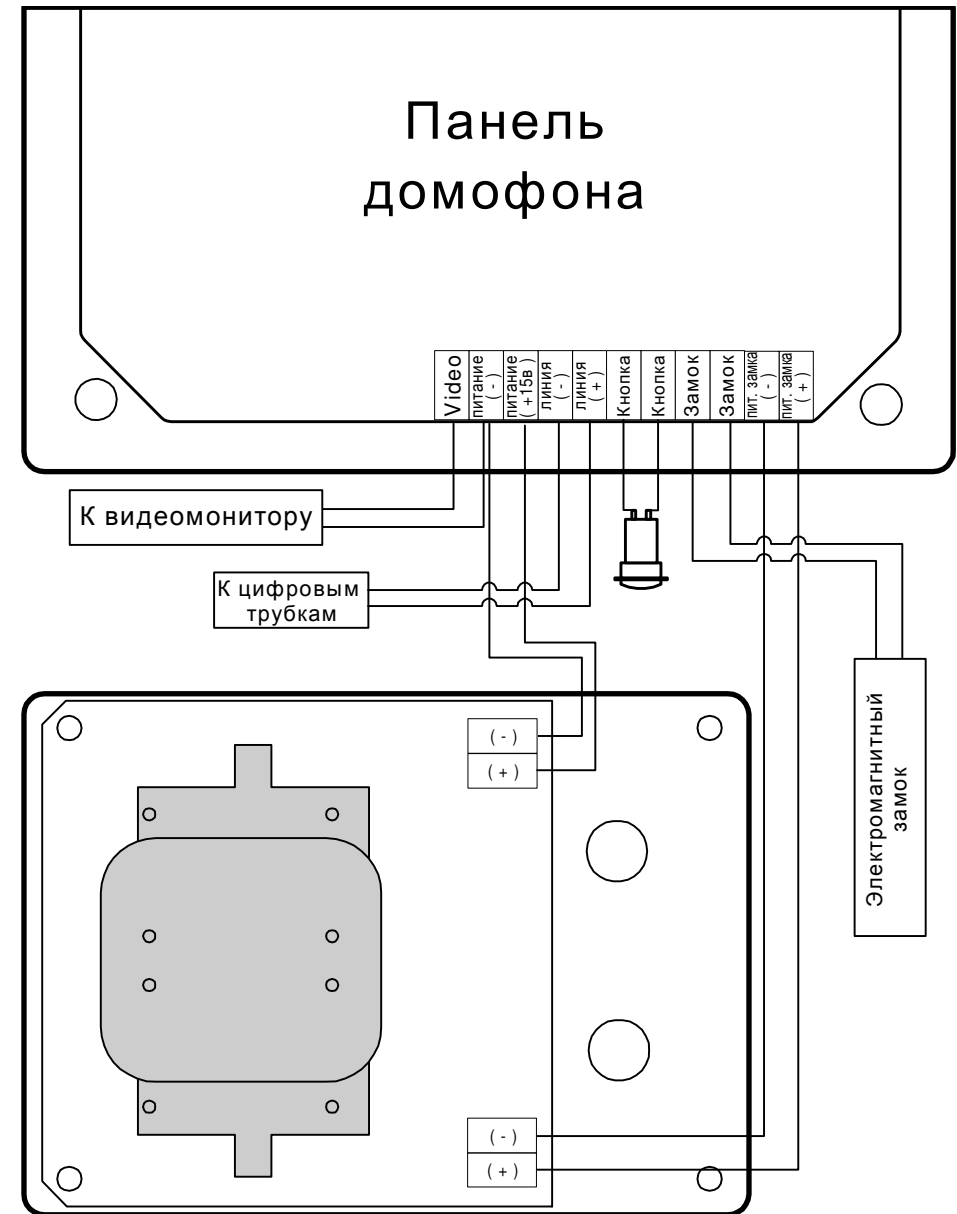 Панель
домофона
Video
питание
( - )
питание
( +15в )
линия
( - )
линия
( + )
Кнопка
Кнопка
Замок
Замок
пит. замка
( - )
пит. замка
( + )
К видеомонитору
К цифровым
трубкам
Электромагнитный
замок
( - )
( + )
( - )
( + )